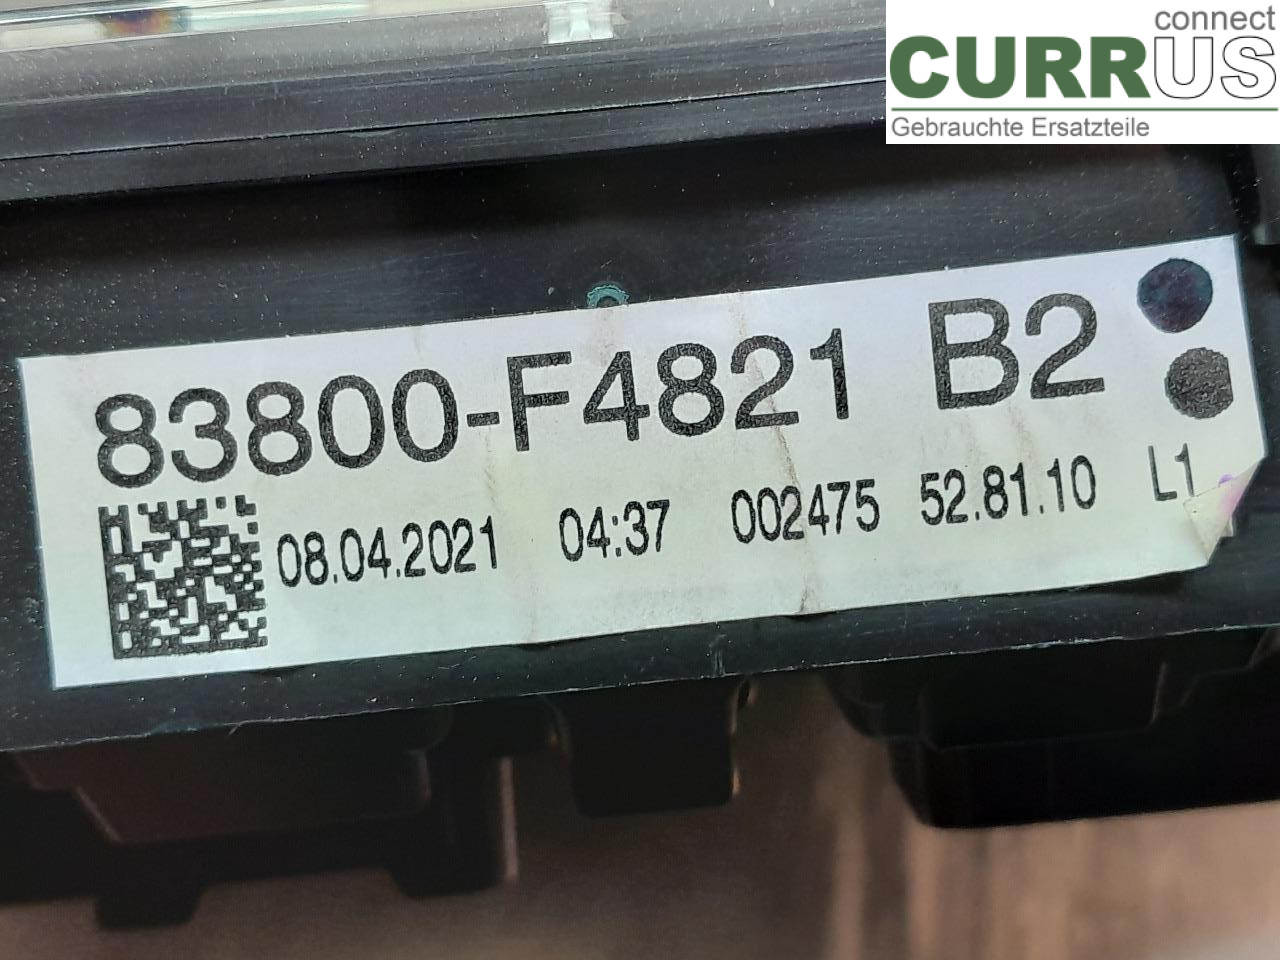 connect
CURRUS
Gebrauchte Ersatzteile
83800-F4821 B2
08.04.2021 04:37 002475 52.81.10 L1